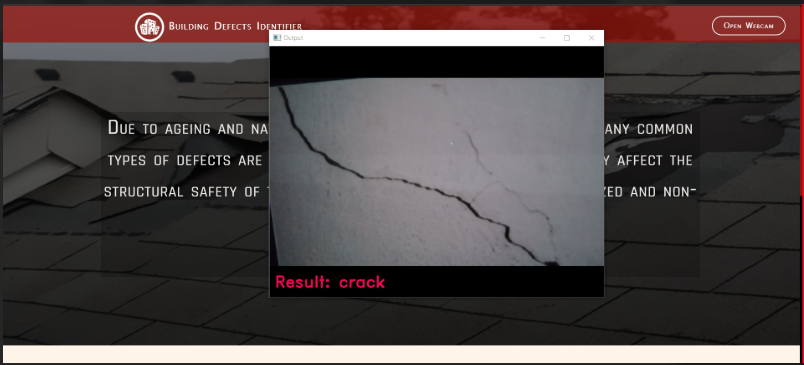 Building Defects Identifier
Open Webcam
Output
Due to ageing and na
any common
types of defects are
y affect the
structural safety of
zed and non-
Result: crack